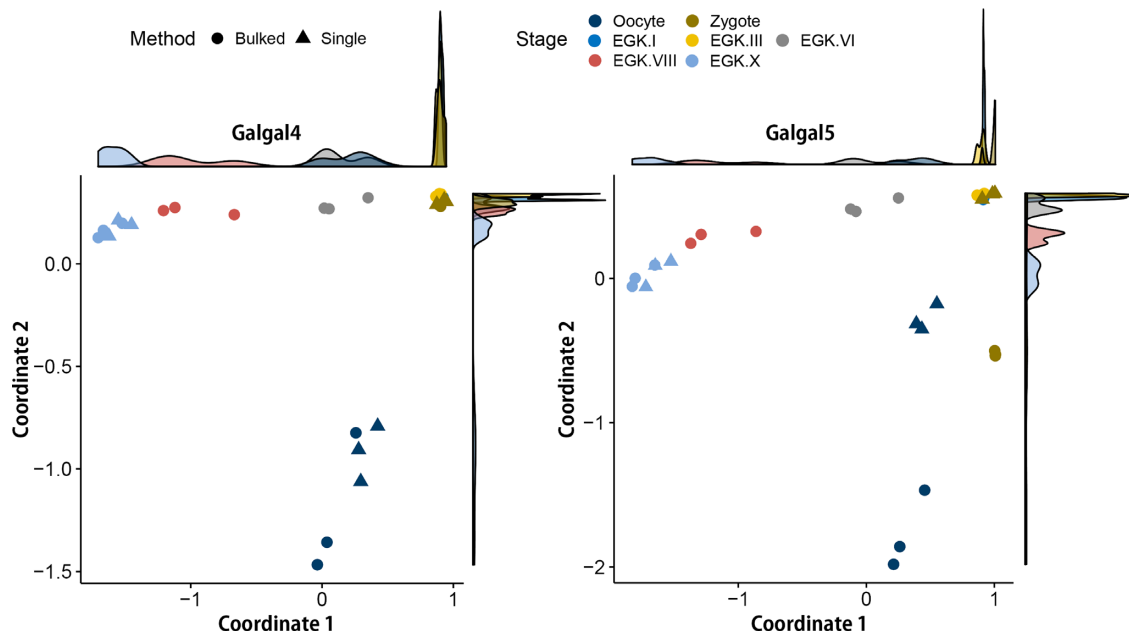 Method Bulked Single
Stage Oocyte Zygote
EGK.I EGK.III EGK.VI
EGK.VIII EGK.X
Galgal4
Galgal5
0.0
−0.5
−1.0
−1.5
Coordinate 2
−1 0 1
Coordinate 1
0
−1
−2
Coordinate 2
−1 0 1
Coordinate 1